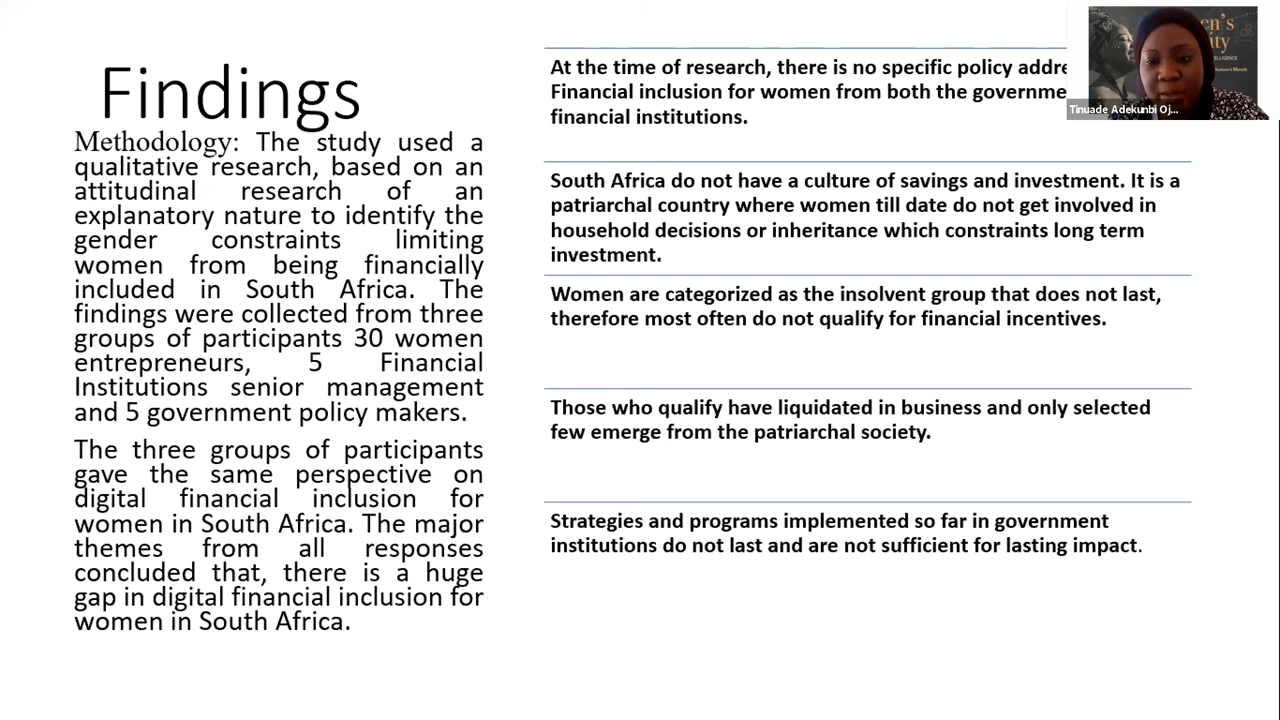 Findings
Methodology: The study used a
qualitative research, based on an
attitudinal research of an
explanatory nature to identify the
gender constraints limiting
women from being financially
included in South Africa. The
findings were collected from three
groups of participants 30 women
entrepreneurs, 5 Financial
Institutions senior management
and 5 government policy makers.
The three groups of participants
gave the same perspective on
digital financial inclusion for
women in South Africa. The major
themes from all responses
concluded that, there is a huge
gap in digital financial inclusion for
women in South Africa.
At the time of research, there is no specific policy addre
Financial inclusion for women from both the governme
financial institutions.
South Africa do not have a culture of savings and investment. It is a
patriarchal country where women till date do not get involved in
household decisions or inheritance which constraints long term
investment.
Women are categorized as the insolvent group that does not last,
therefore most often do not qualify for financial incentives.
Those who qualify have liquidated in business and only selected
few emerge from the patriarchal society.
Strategies and programs implemented so far in government
institutions do not last and are not sufficient for lasting impact.
en's
ity
Tinuade Adekunbi Oj...